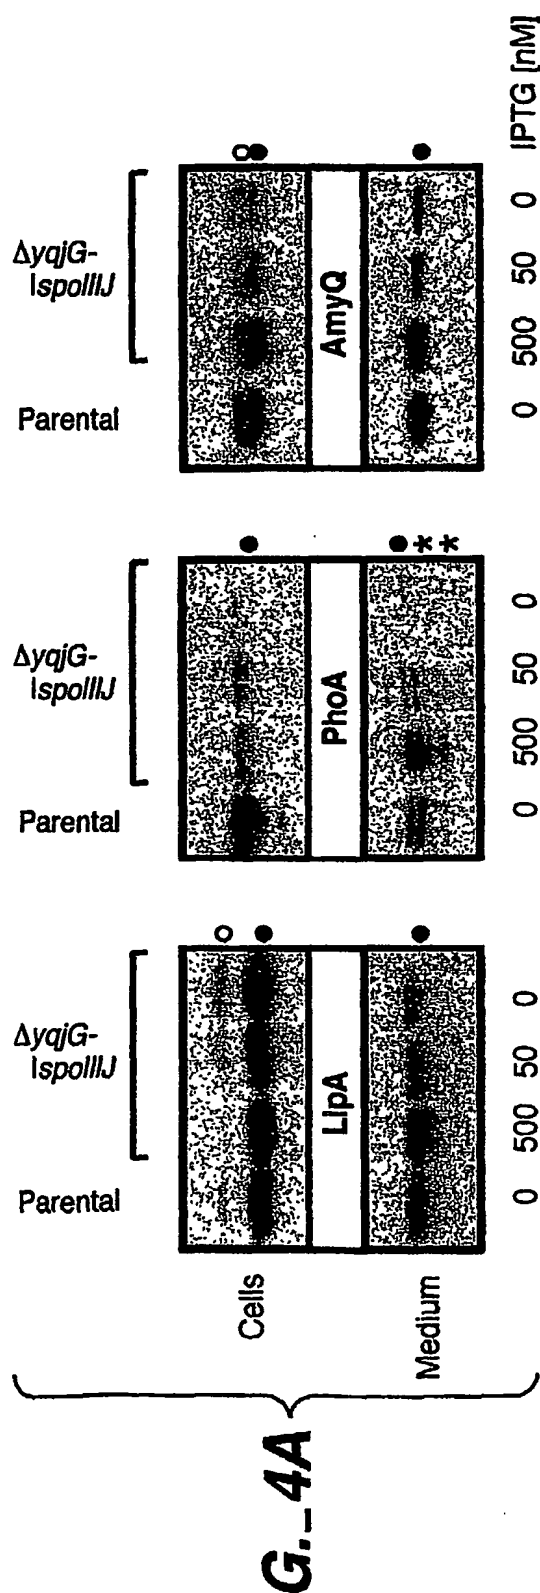 G._4A
Parental
ΔyqjG-
IspoIIIJ
Parental
ΔyqjG-
IspoIIIJ
Parental
ΔyqjG-
IspoIIIJ
Cells
LipA
PhoA
AmyQ
Medium
**
0 500 50 0
0 500 50 0
0 500 50 0 IPTG [nM]